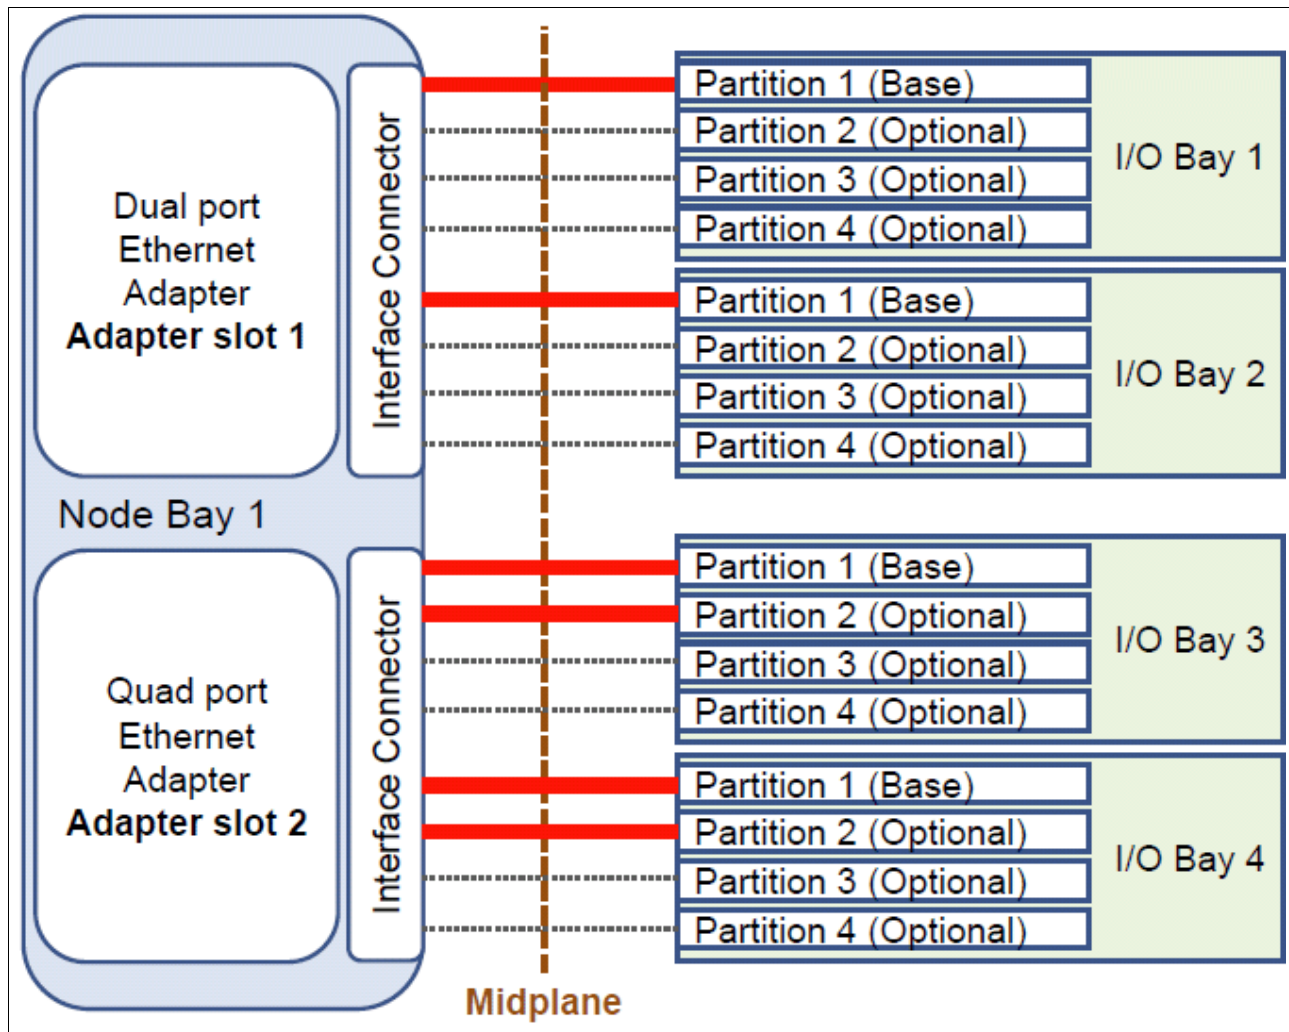 Dual port
Ethernet
Adapter
Adapter slot 1
Interface Connector
Partition 1 (Base)
Partition 2 (Optional)
Partition 3 (Optional)
Partition 4 (Optional)
I/O Bay 1
Partition 1 (Base)
Partition 2 (Optional)
Partition 3 (Optional)
Partition 4 (Optional)
I/O Bay 2
Node Bay 1
Quad port
Ethernet
Adapter
Adapter slot 2
Interface Connector
Partition 1 (Base)
Partition 2 (Optional)
Partition 3 (Optional)
Partition 4 (Optional)
I/O Bay 3
Partition 1 (Base)
Partition 2 (Optional)
Partition 3 (Optional)
Partition 4 (Optional)
I/O Bay 4
Midplane